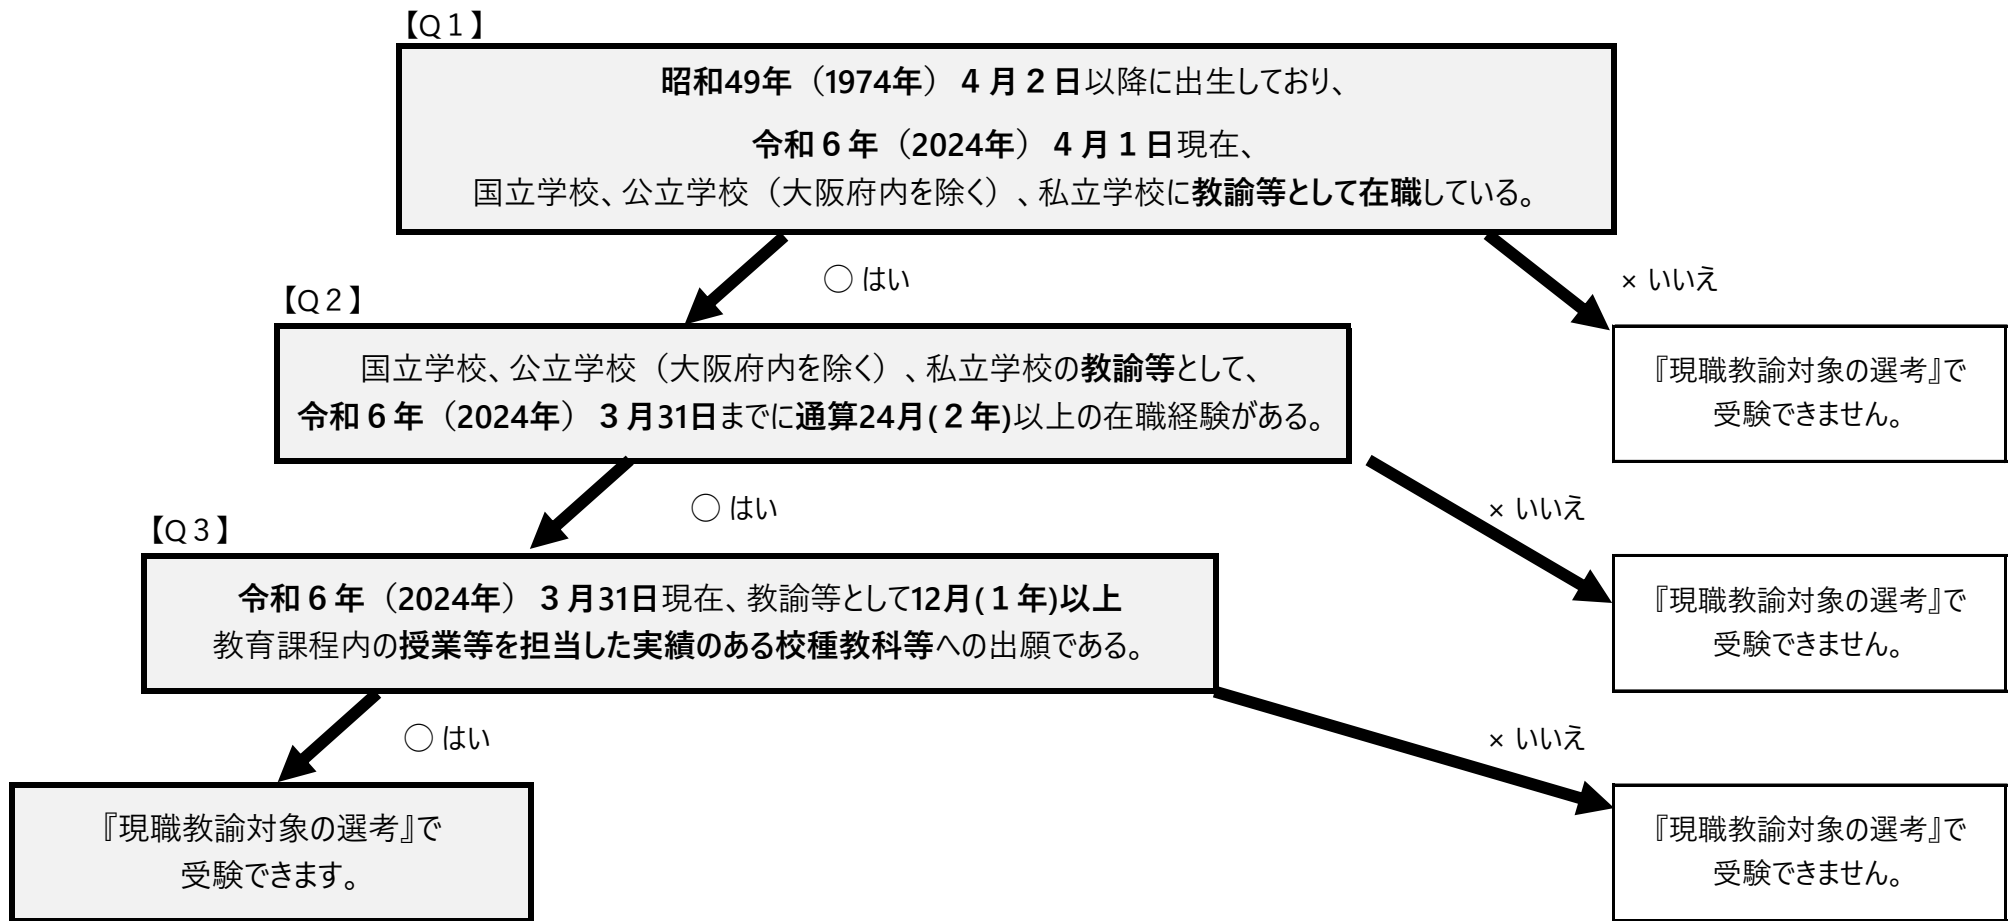 【Q１】
昭和49年（1974年）４月２日以降に出生しており、
令和６年（2024年）４月１日現在、
国立学校、公立学校（大阪府内を除く）、私立学校に教諭等として在職している。
◯ はい
× いいえ
【Q２】
国立学校、公立学校（大阪府内を除く）、私立学校の教諭等として、
令和６年（2024年）３月31日までに通算24月(２年)以上の在職経験がある。
『現職教諭対象の選考』で
受験できません。
◯ はい
× いいえ
【Q３】
令和６年（2024年）３月31日現在、教諭等として12月(１年)以上
教育課程内の授業等を担当した実績のある校種教科等への出願である。
『現職教諭対象の選考』で
受験できません。
◯ はい
× いいえ
『現職教諭対象の選考』で
受験できます。
『現職教諭対象の選考』で
受験できません。